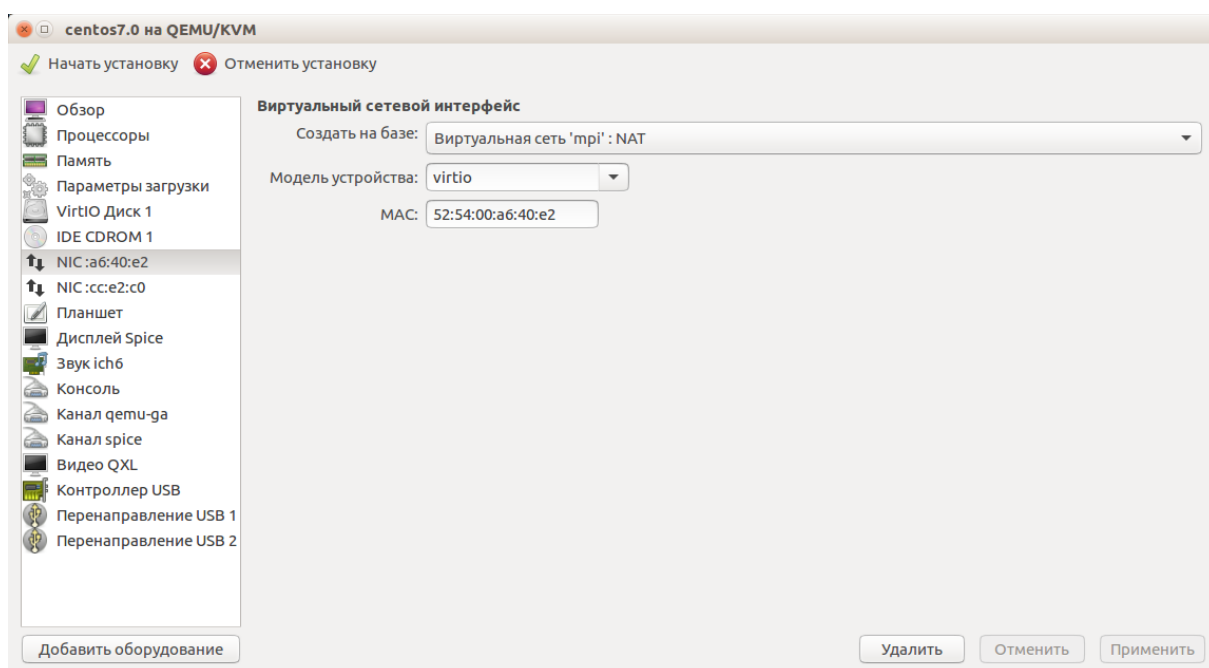 centos7.0 на QEMU/KVM
Начать установку Отменить установку
Обзор
Процессоры
Память
Параметры загрузки
VirtIO Диск 1
IDE CDROM 1
NIC :a6:40:e2
NIC :cc:e2:c0
Планшет
Дисплей Spice
Звук ich6
Консоль
Канал qemu-ga
Канал spice
Видео QXL
Контроллер USB
Перенаправление USB 1
Перенаправление USB 2
Добавить оборудование
Виртуальный сетевой интерфейс
Создать на базе: Виртуальная сеть 'mpi' : NAT
Модель устройства: virtio
MAC: 52:54:00:a6:40:e2
Удалить Отменить Применить